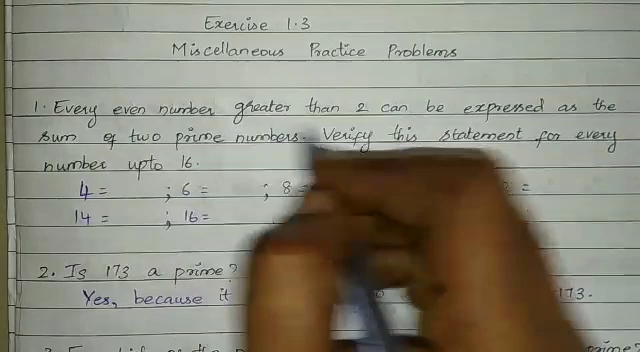 Exercise 1.3
Miscellaneous Practice Problems
1. Every even number greater than 2 can be expressed as the
sum of two prime numbers. Verify this statement for every
number upto 16.
4 = ; 6 = ; 8 = =
14 = ; 16 =
2. Is 173 a prime?
Yes, because it 173.
3.